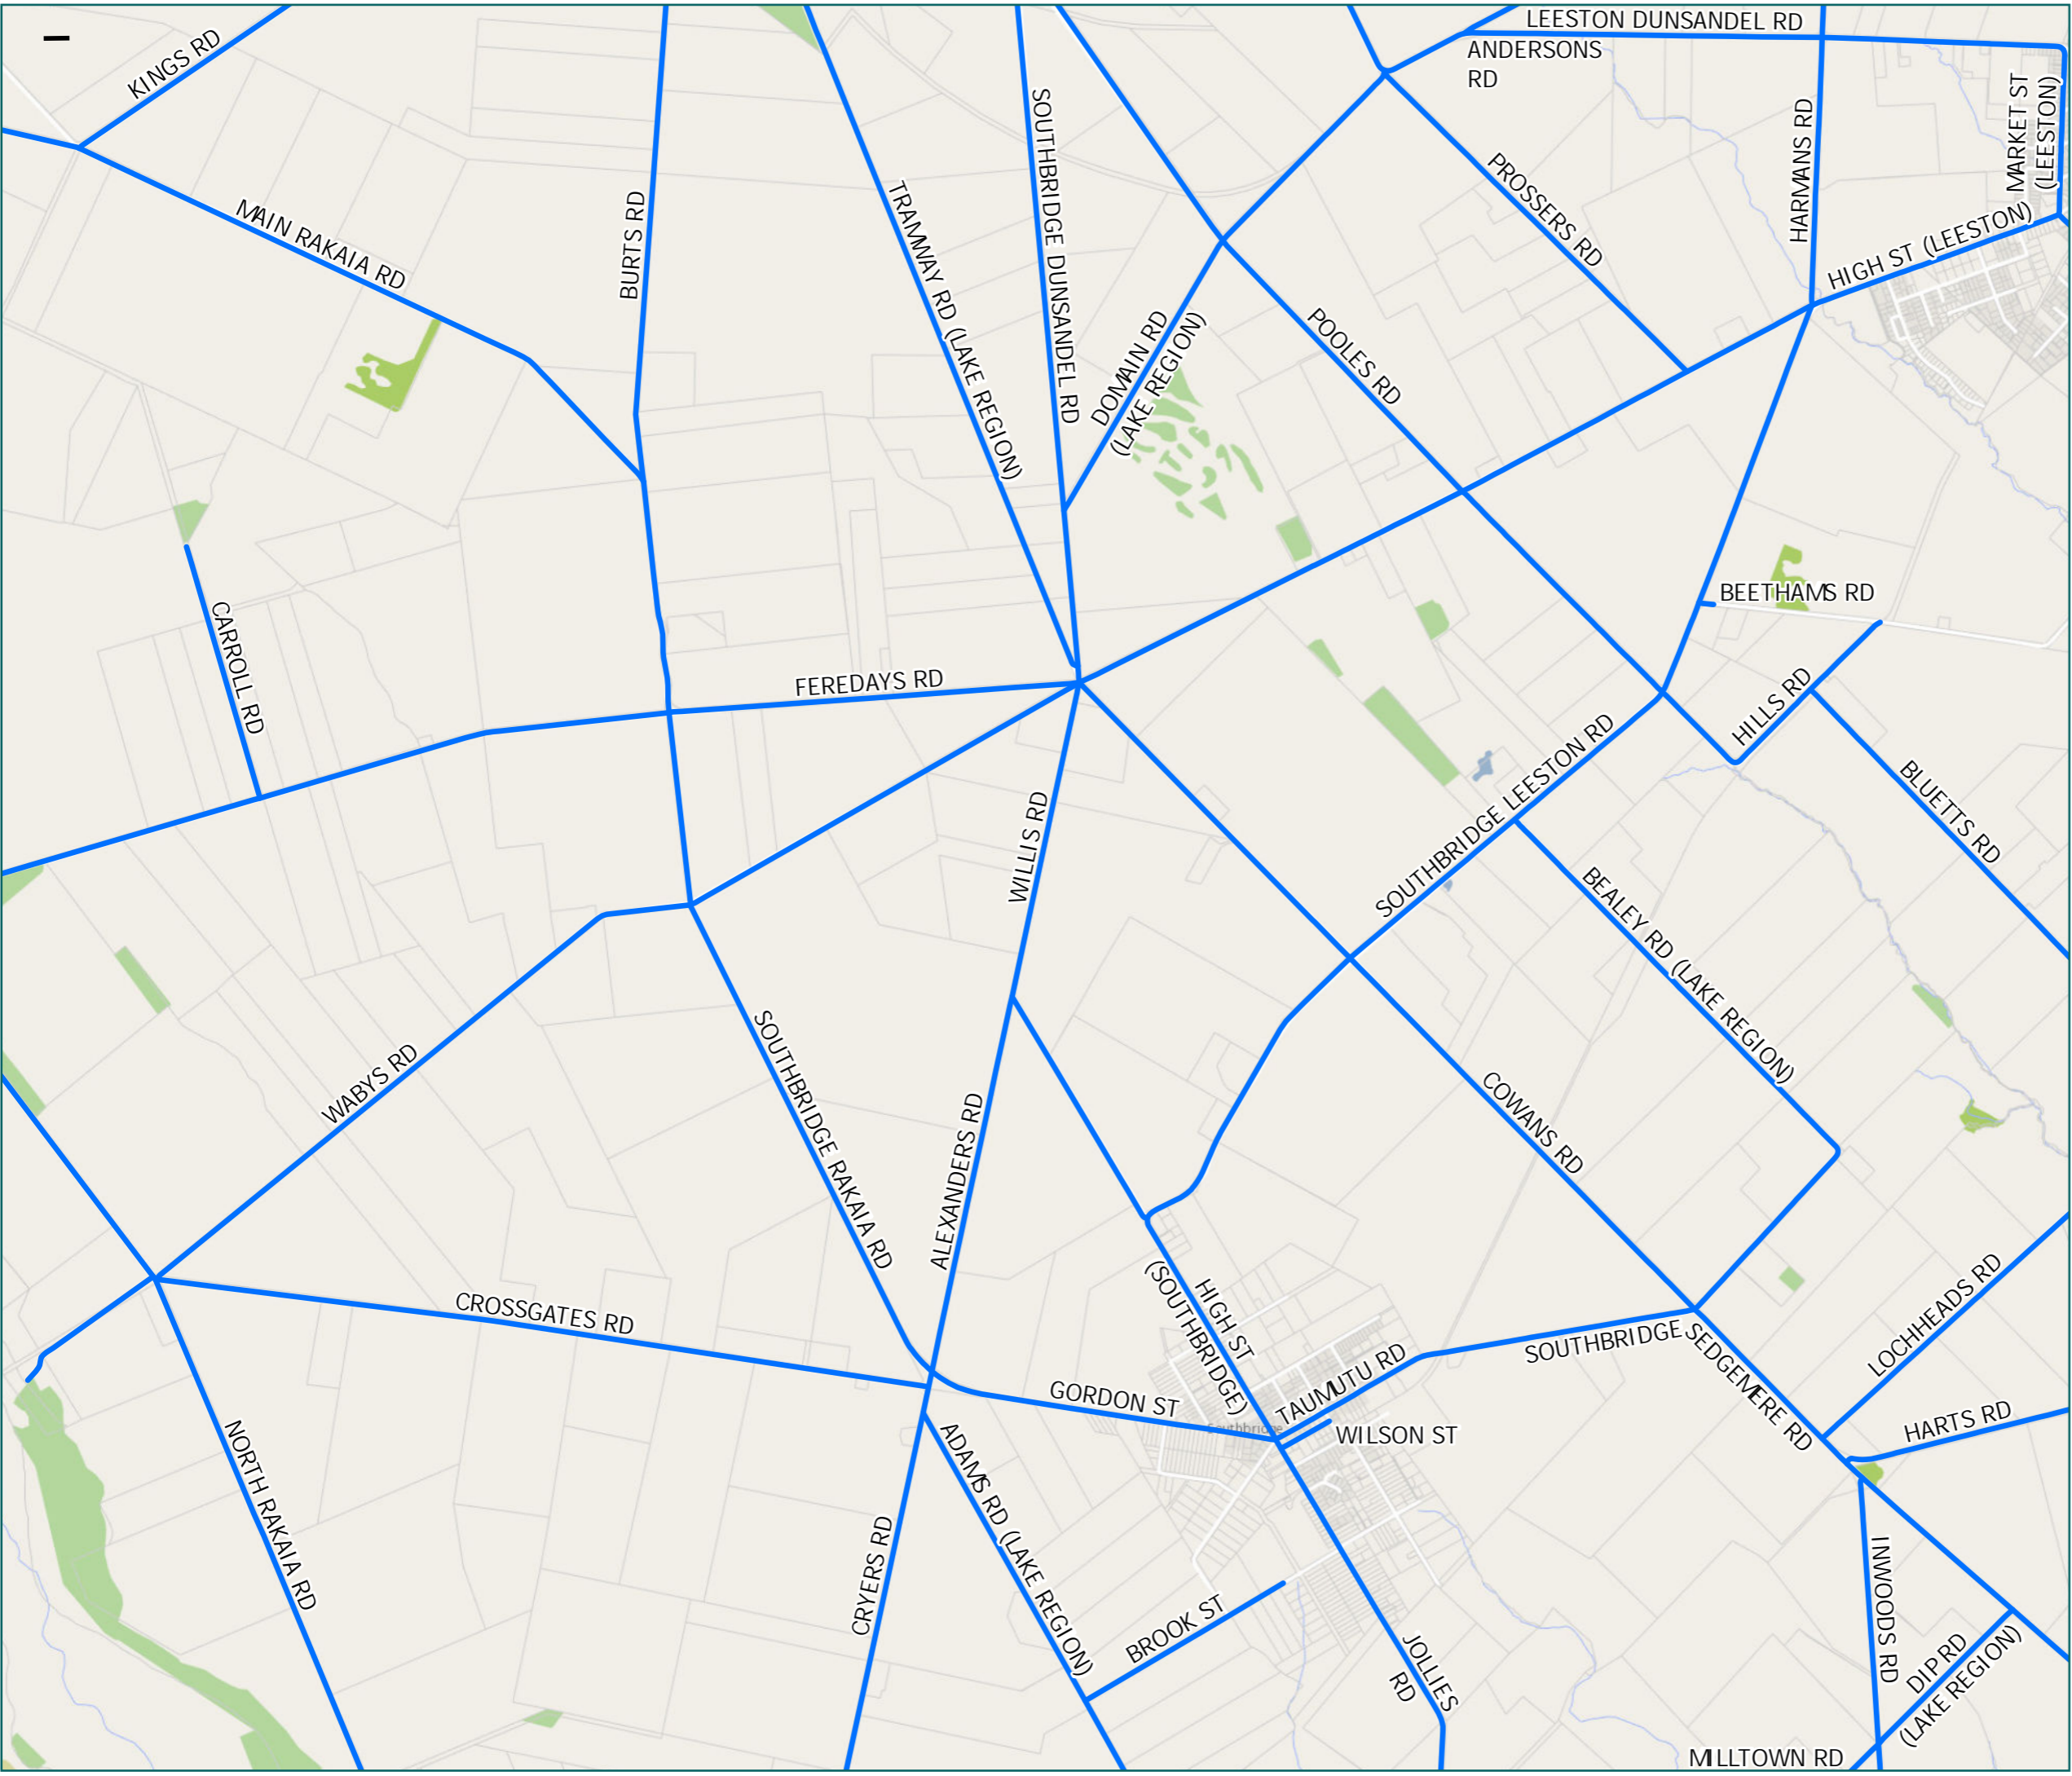 LEESTON DUNSANDEL RD
ANDERSONS
RD
KINGS RD
MARKET ST
(LEESTON)
HARMANS RD
SOUTHBRIDGE DUNSANDEL RD
PROSSERS RD
BURTS RD
MAIN RAKAIA RD
TRAMWAY RD (LAKE REGION)
HIGH ST (LEESTON)
DOMAIN RD
(LAKE REGION)
POOLES RD
BEETHAMS RD
CARROLL RD
FEREDAYS RD
HILLS RD
WILLIS RD
SOUTHBRIDGE LEESTON RD
BLUETTS RD
BEALEY RD (LAKE REGION)
WABYS RD
SOUTHBRIDGE RAKAIA RD
ALEXANDERS RD
COWANS RD
CROSSGATES RD
HIGH ST
(SOUTHBRIDGE)
LOCHHEADS RD
SOUTHBRIDGE SEDGEMERE RD
TAUMUTU RD
GORDON ST
Southbridge
WILSON ST
HARTS RD
NORTH RAKAIA RD
ADAMS RD (LAKE REGION)
CRYERS RD
BROOK ST
JOLLIES
RD
INWOODS RD
DIP RD
(LAKE REGION)
MILLTOWN RD